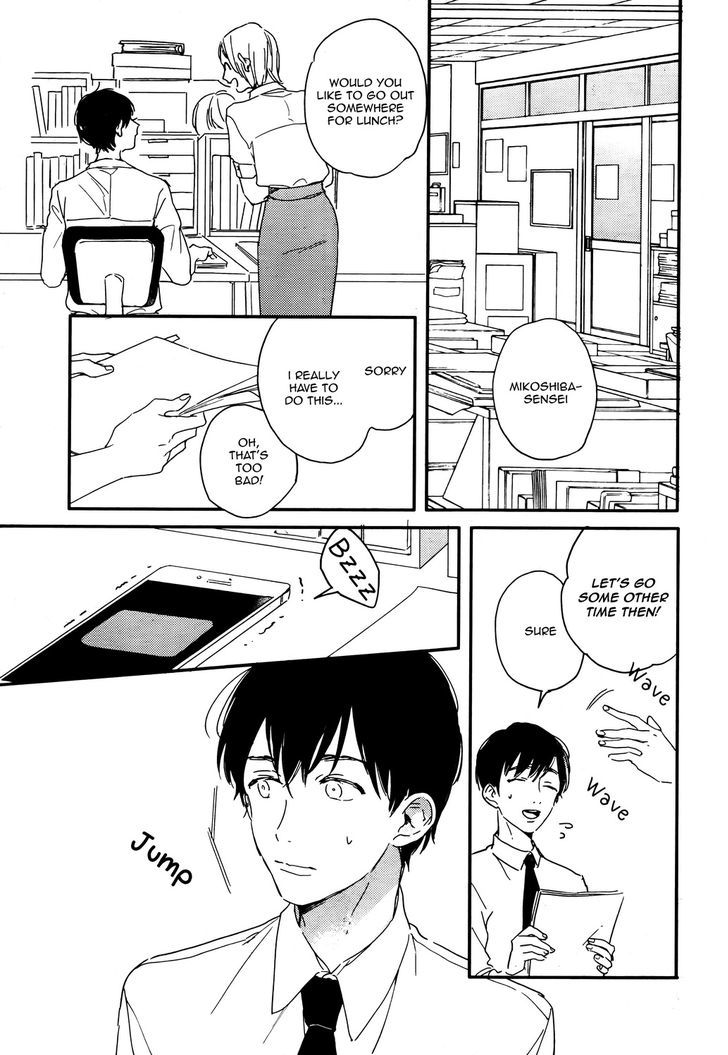 MIKOSHIBA-
SENSEI
WOULD YOU
LIKE TO GO OUT
SOMEWHERE
FOR LUNCH?
SORRY
I REALLY
HAVE TO
DO THIS...
OH,
THAT'S
TOO
BAD!
LET'S GO
SOME OTHER
TIME THEN!
SURE
Wave
Wave
Bzzz
Jump